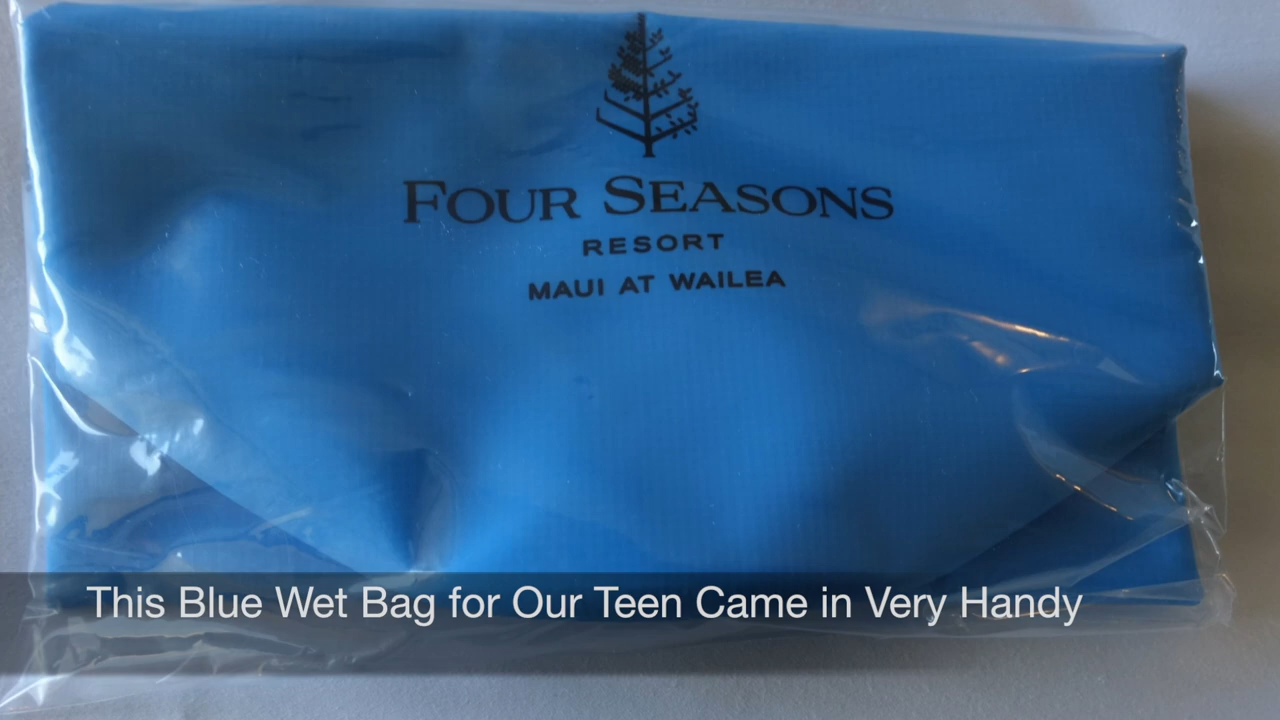 FOUR SEASONS
RESORT
MAUI AT WAILEA
This Blue Wet Bag for Our Teen Came in Very Handy